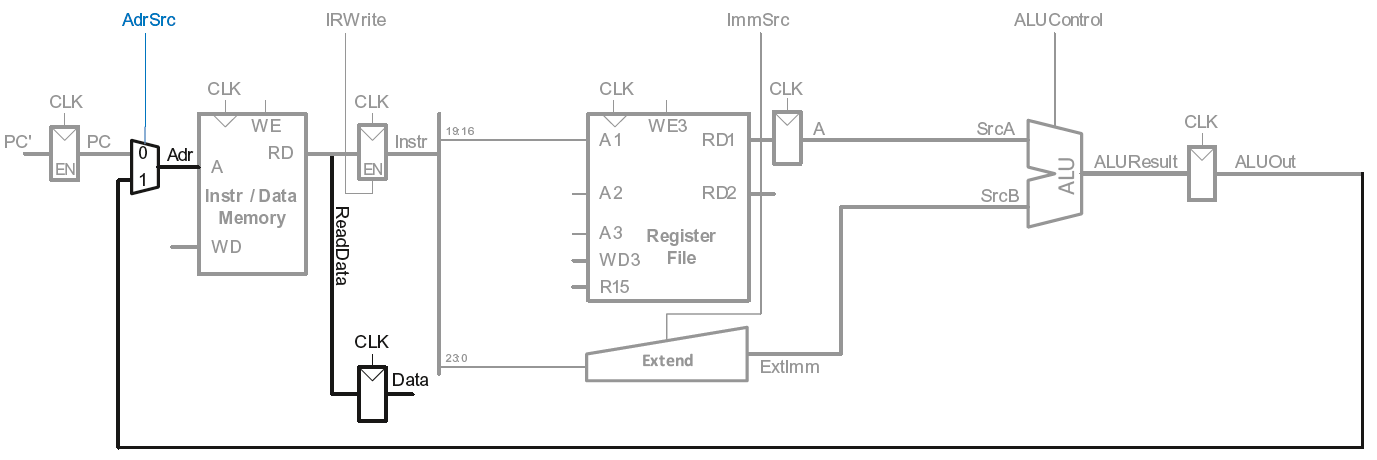 AdrSrc
IRWrite
ImmSrc
ALUControl
CLK
CLK
CLK
CLK
CLK
CLK
PC'
PC
EN
0
1
Adr
WE
RD
A
Instr / Data
Memory
WD
EN
Instr
ReadData
19:16
A1
WE3
RD1
A2
RD2
A3
WD3
R15
Register
File
A
SrcA
SrcB
ALU
ALUResult
ALUOut
CLK
Data
23:0
Extend
ExtImm